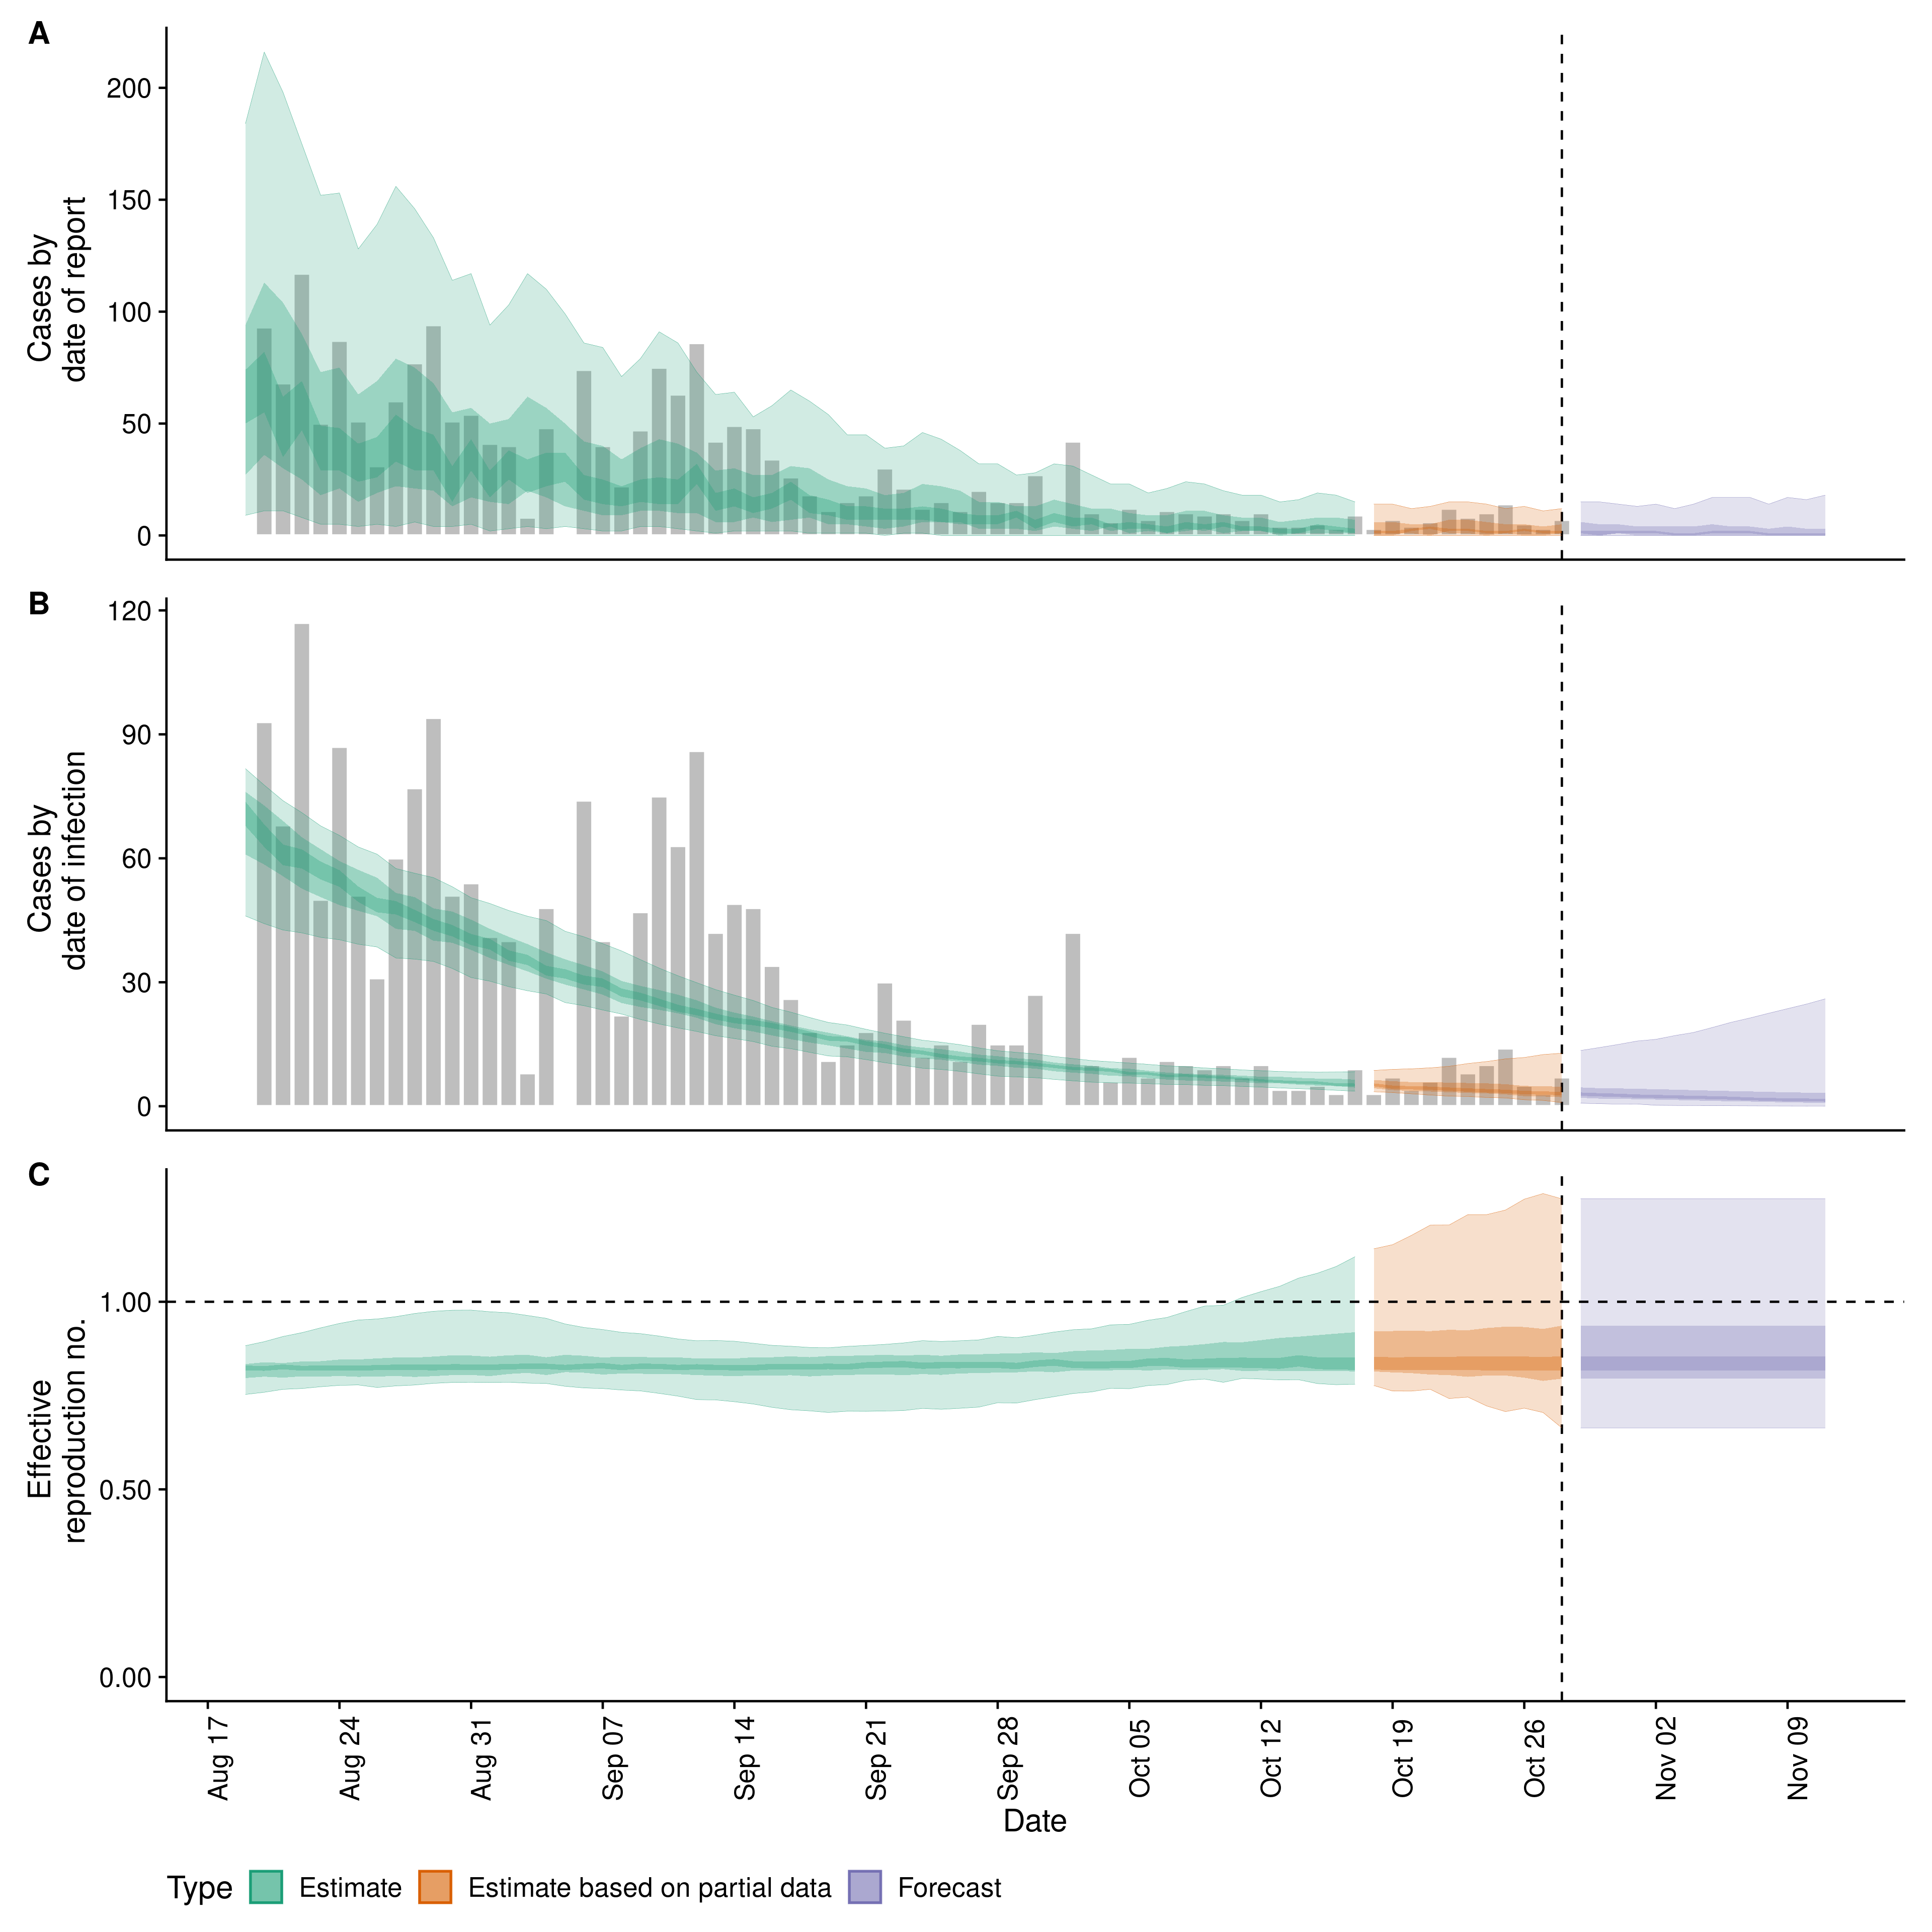 A
Cases by
date of report
200
150
100
50
0
B
Cases by
date of infection
120
90
60
30
0
C
Effective
reproduction no.
1.00
0.50
0.00
Aug 17
Aug 24
Aug 31
Sep 07
Sep 14
Sep 21
Sep 28
Oct 05
Oct 12
Oct 19
Oct 26
Nov 02
Nov 09
Date
Type Estimate Estimate based on partial data Forecast